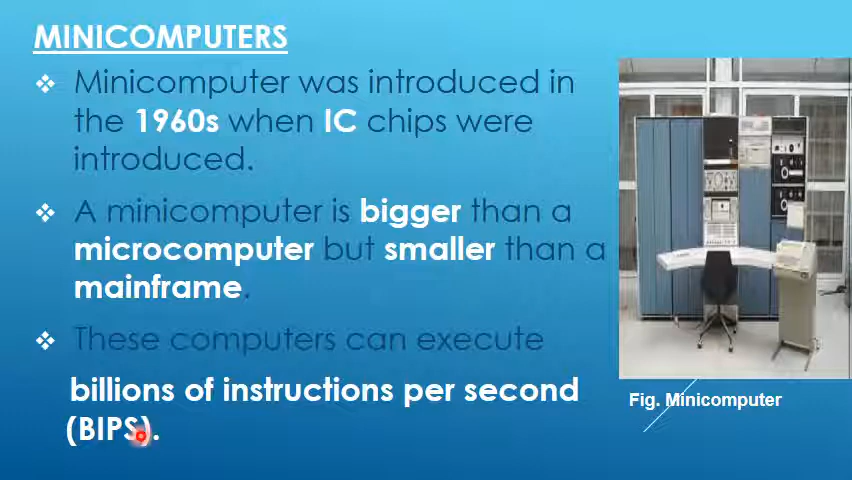 MINICOMPUTERS
Minicomputer was introduced in
the 1960s when IC chips were
introduced.
A minicomputer is bigger than a
microcomputer but smaller than a
mainframe.
These computers can execute
billions of instructions per second
(BIPS).
Fig. Minicomputer